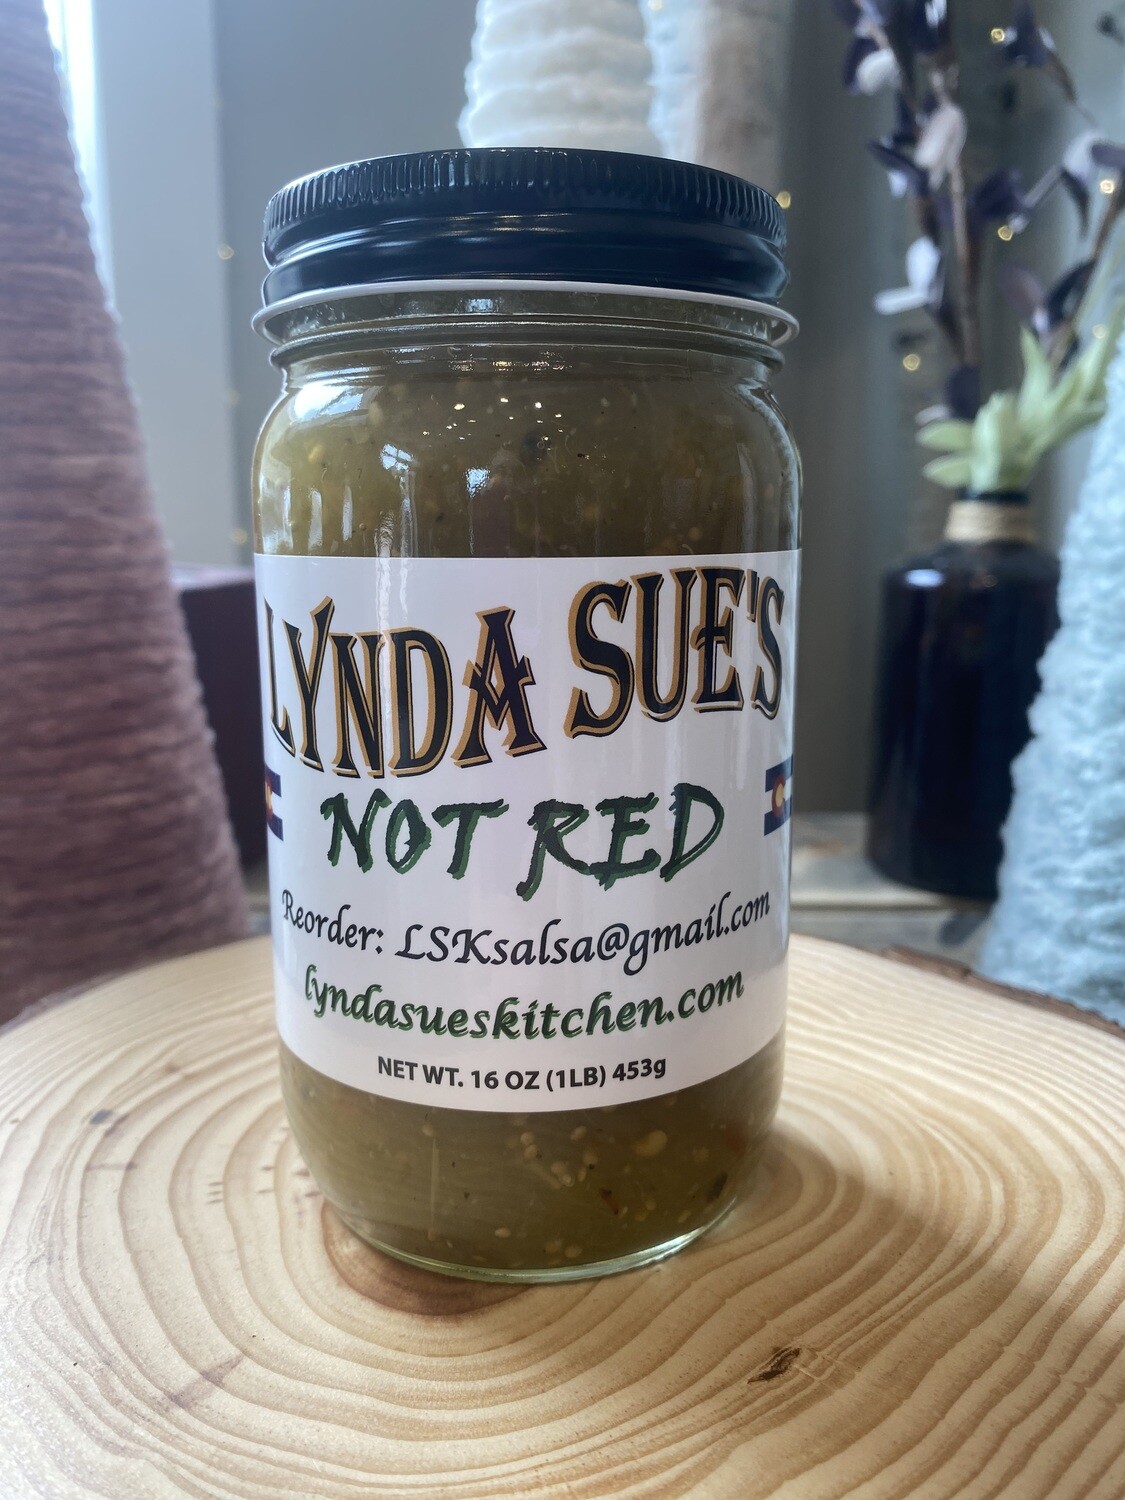 LYNDA SUE'S
NOT RED
Reorder: LSKsalsa@gmail.com
lyndasueskitchen.com
NET WT. 16 OZ (1LB) 453g